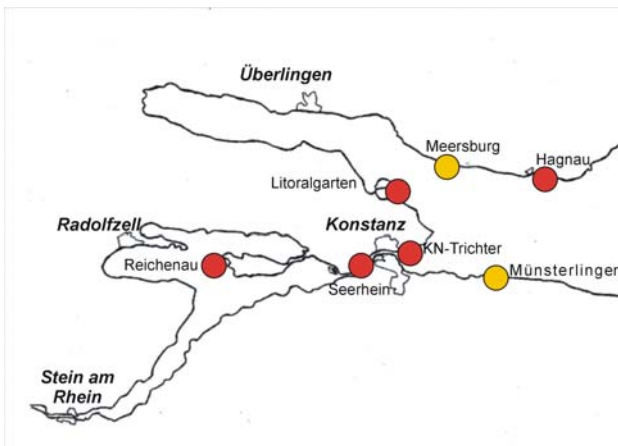 Überlingen
Meersburg
Hagnau
Litoralgarten
Radolfzell
Konstanz
KN-Trichter
Reichenau
Seerhein
Münsterlingen
Stein am
Rhein